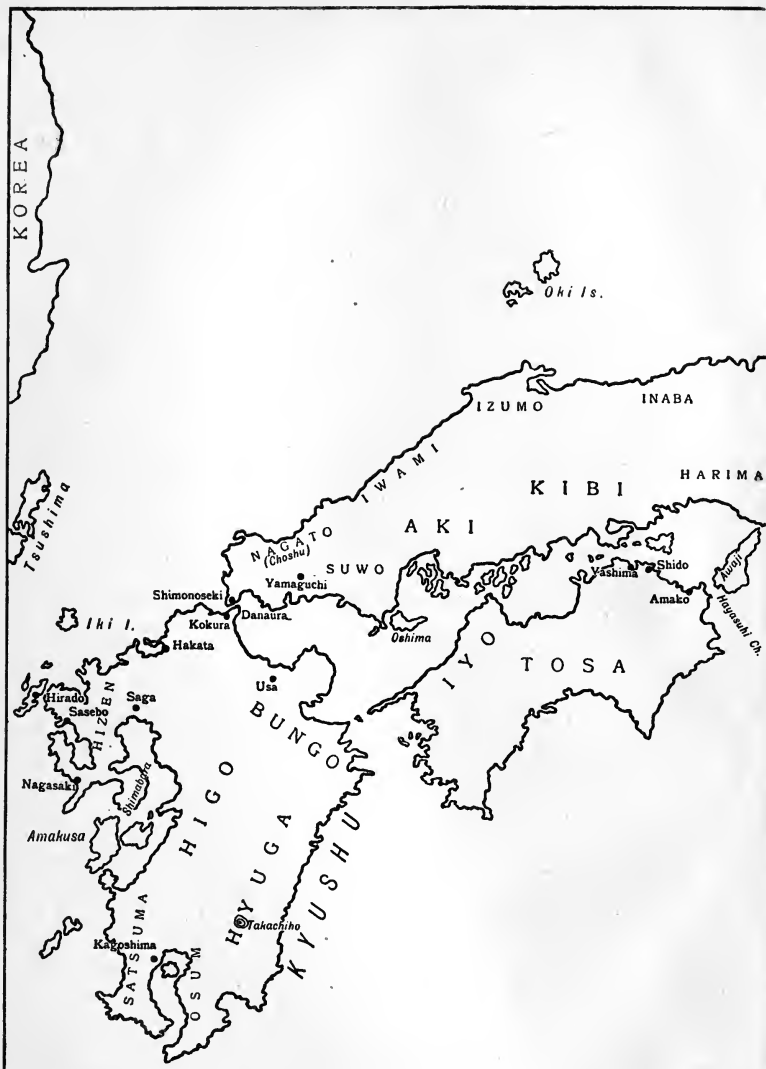 KOREA
Oki Is.
IZUMO
INABA
IWAMI
KIBI
HARIMA
Tsushima
AKI
NAGATO
(Choshu)
SUWO
Yamaguchi
Yashima
Shido
Awaji
Amako
Hayasuhi Ch.
Shimonoseki
Kokura
Danaura
Oshima
Iki I.
Hakata
IYO
TOSA
Usa
Hirado
Sasebo
HIZEN
Saga
BUNGO
Nagasaki
Shimabara
HIGO
Amakusa
HYUGA
KYUSHU
Takachiho
SATSUMA
Kagoshima
OSUM